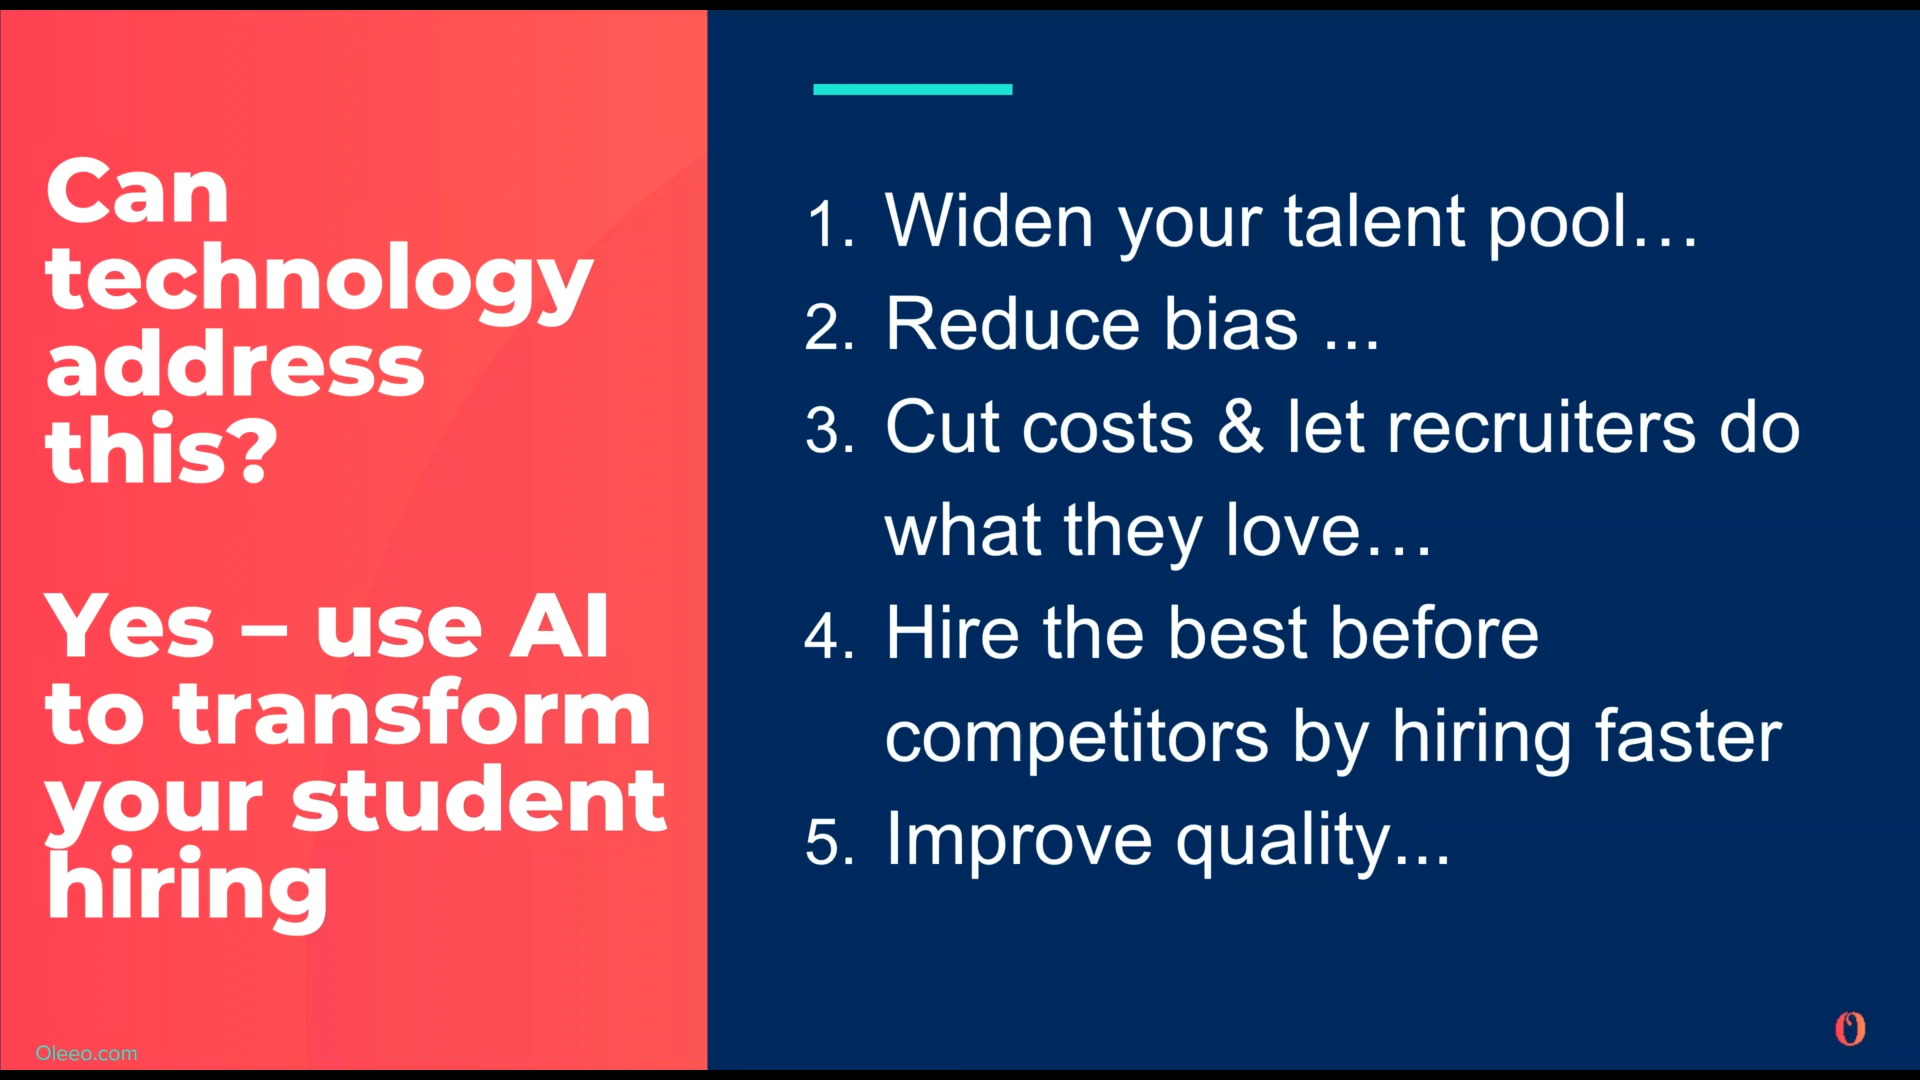 Can
technology
address
this?
Yes – use AI
to transform
your student
hiring
Oleeo.com
1. Widen your talent pool…
2. Reduce bias ...
3. Cut costs & let recruiters do
what they love…
4. Hire the best before
competitors by hiring faster
5. Improve quality...
O